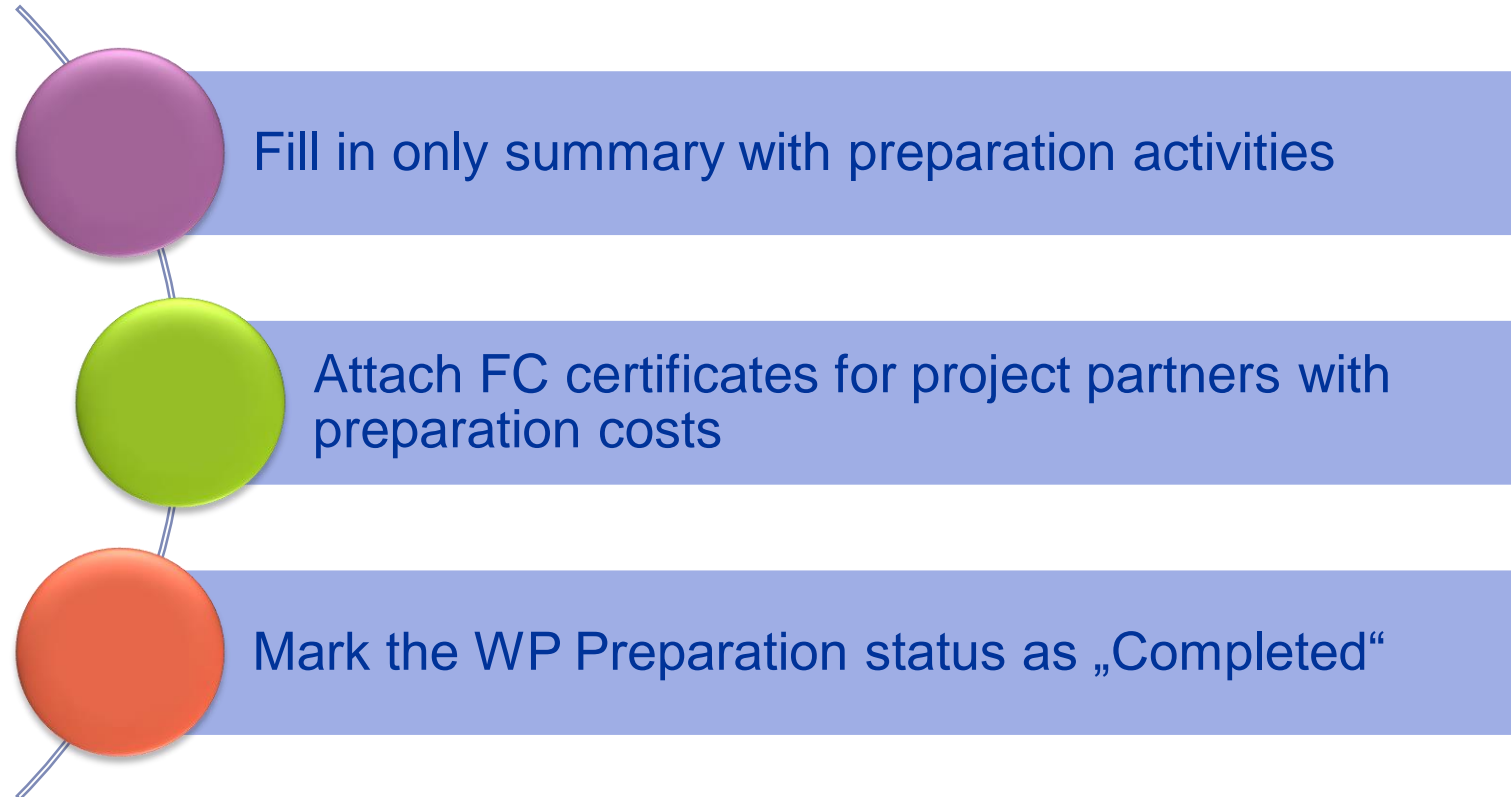 Fill in only summary with preparation activities
Attach FC certificates for project partners with
preparation costs
Mark the WP Preparation status as „Completed“